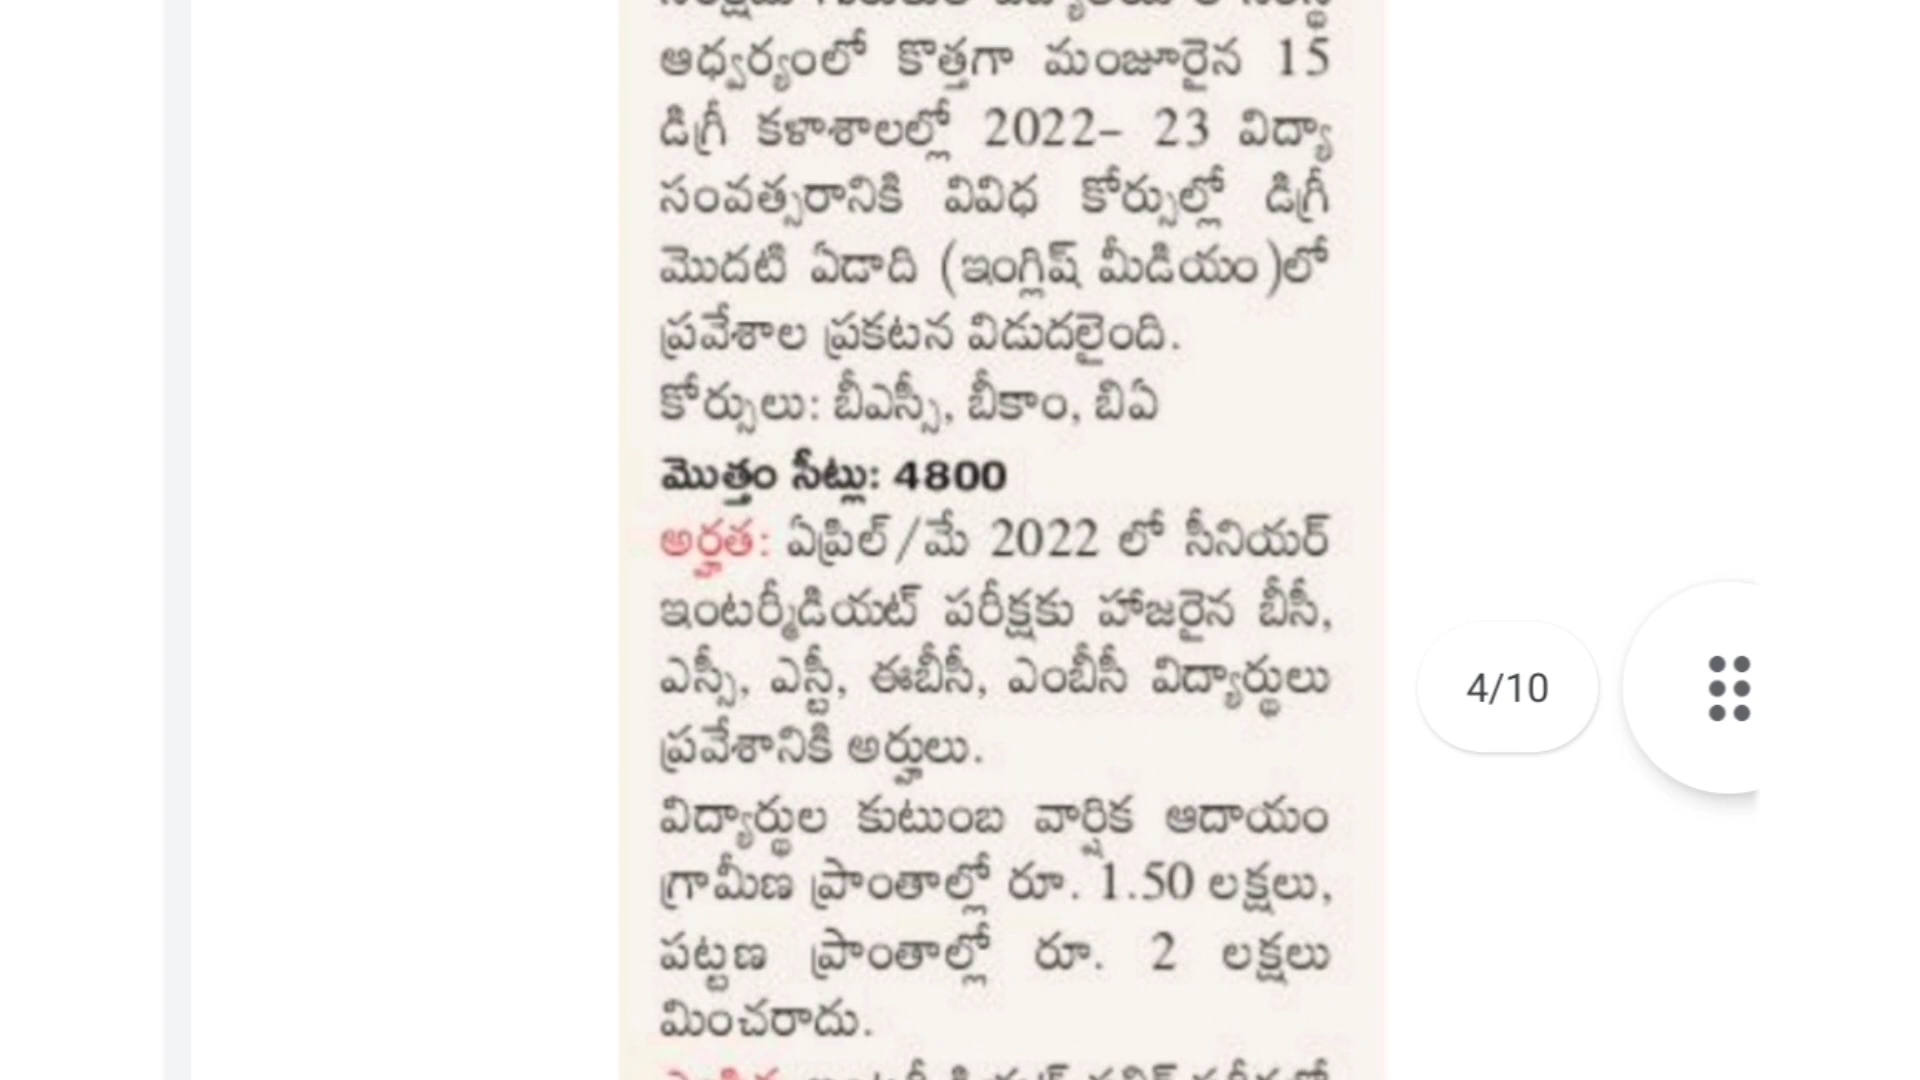 ఆధ్వర్యంలో కొత్తగా మంజూరైన 15
డిగ్రీ కళాశాలల్లో 2022- 23 విద్యా
సంవత్సరానికి వివిధ కోర్సుల్లో డిగ్రీ
మొదటి ఏడాది (ఇంగ్లిష్ మీడియం)లో
ప్రవేశాల ప్రకటన విడుదలైంది.
కోర్సులు: బీఎస్సీ, బీకాం, బిఏ
మొత్తం సీట్లు: 4800
అర్హత: ఏప్రిల్/మే 2022 లో సీనియర్
ఇంటర్మీడియట్ పరీక్షకు హాజరైన బీసీ,
ఎస్సీ, ఎస్టీ, ఈబీసీ, ఎంబీసీ విద్యార్థులు
ప్రవేశానికి అర్హులు.
విద్యార్థుల కుటుంబ వార్షిక ఆదాయం
గ్రామీణ ప్రాంతాల్లో రూ. 1.50 లక్షలు,
పట్టణ ప్రాంతాల్లో రూ. 2 లక్షలు
మించరాదు.
4/10